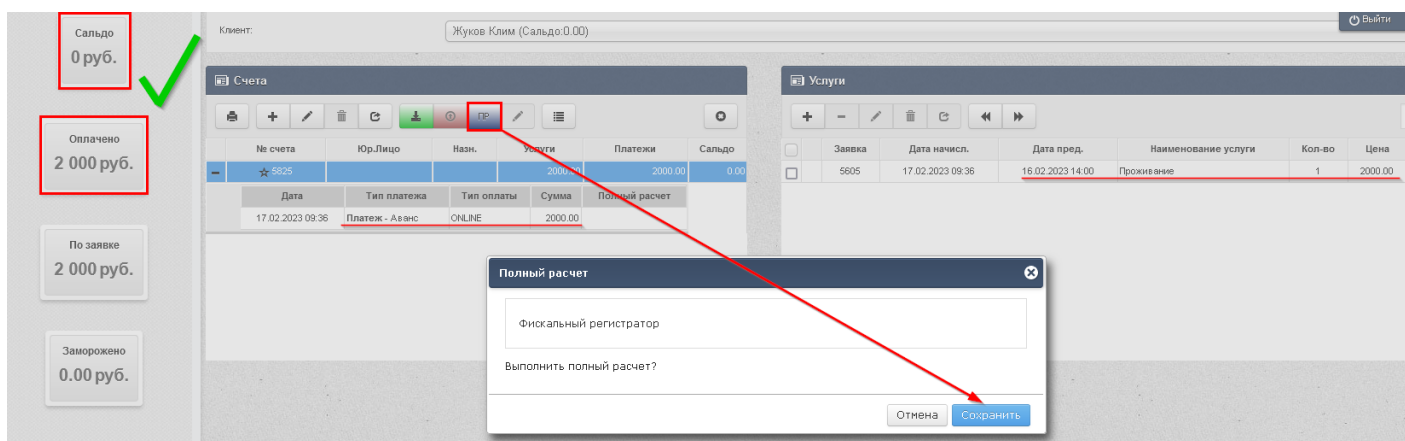 Сальдо
0 руб.
Оплачено
2 000 руб.
По заявке
2 000 руб.
Заморожено
0.00 руб.
Клиент:
Жуков Клим (Сальдо:0.00)
Выйти
Счета
ПР
№ счета Юр.Лицо Назн. Услуги Платежи Сальдо
5825 2000.00 2000.00 0.00
Дата Тип платежа Тип оплаты Сумма Полный расчет
17.02.2023 09:36 Платеж - Аванс ONLINE 2000.00
Услуги
Заявка Дата начисл. Дата пред. Наименование услуги Кол-во Цена
5605 17.02.2023 09:36 16.02.2023 14:00 Проживание 1 2000.00
Полный расчет
Фискальный регистратор
Выполнить полный расчет?
Отмена Сохранить